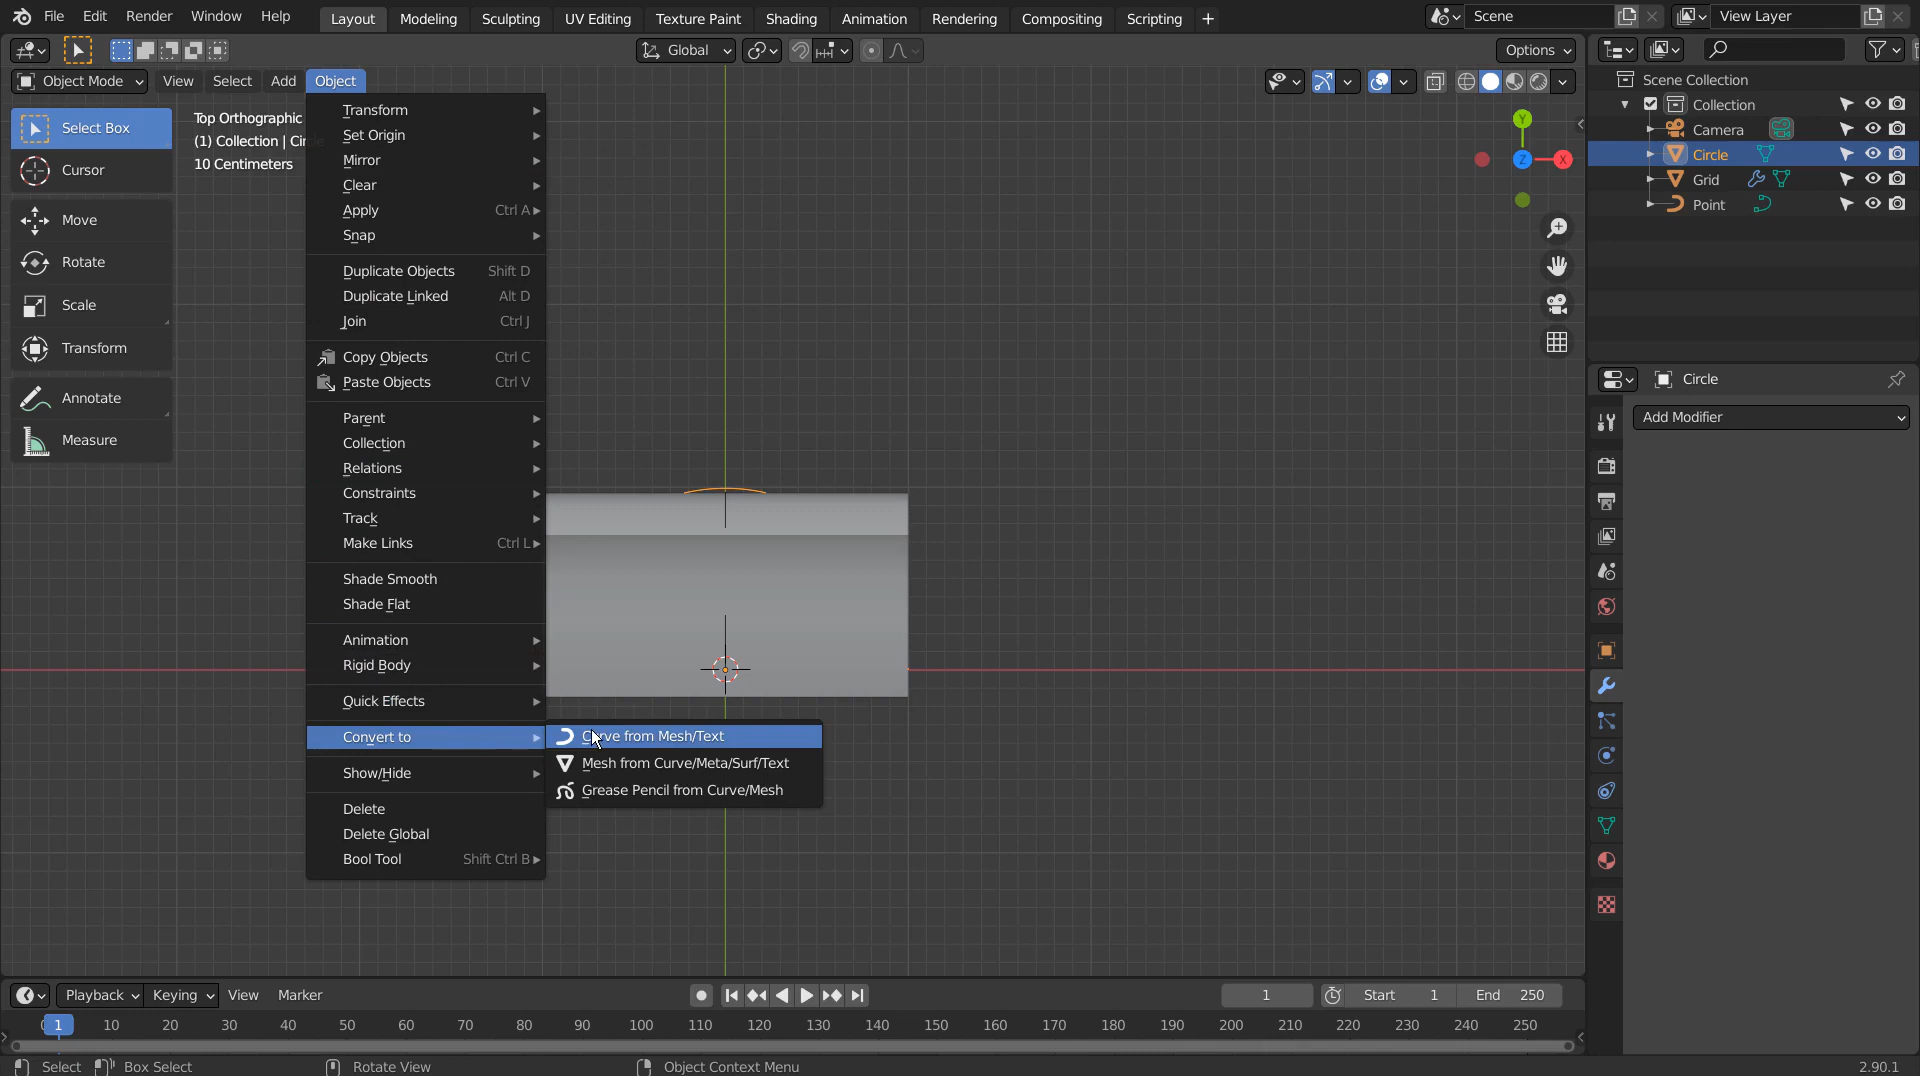 File Edit Render Window Help Layout Modeling Sculpting UV Editing Texture Paint Shading Animation Rendering Compositing Scripting + Scene View Layer
Global Options
Object Mode View Select Add Object
Select Box
Cursor
Move
Rotate
Scale
Transform
Annotate
Measure
Top Orthographic
(1) Collection | Circle
10 Centimeters
Transform
Set Origin
Mirror
Clear
Apply Ctrl A
Snap
Duplicate Objects Shift D
Duplicate Linked Alt D
Join Ctrl J
Copy Objects Ctrl C
Paste Objects Ctrl V
Parent
Collection
Relations
Constraints
Track
Make Links Ctrl L
Shade Smooth
Shade Flat
Animation
Rigid Body
Quick Effects
Convert to
Show/Hide
Delete
Delete Global
Bool Tool Shift Ctrl B
Curve from Mesh/Text
Mesh from Curve/Meta/Surf/Text
Grease Pencil from Curve/Mesh
Y
Z X
Scene Collection
Collection
Camera
Circle
Grid
Point
Circle
Add Modifier
Playback Keying View Marker 1 Start 1 End 250
1 10 20 30 40 50 60 70 80 90 100 110 120 130 140 150 160 170 180 190 200 210 220 230 240 250
Select Box Select Rotate View Object Context Menu 2.90.1